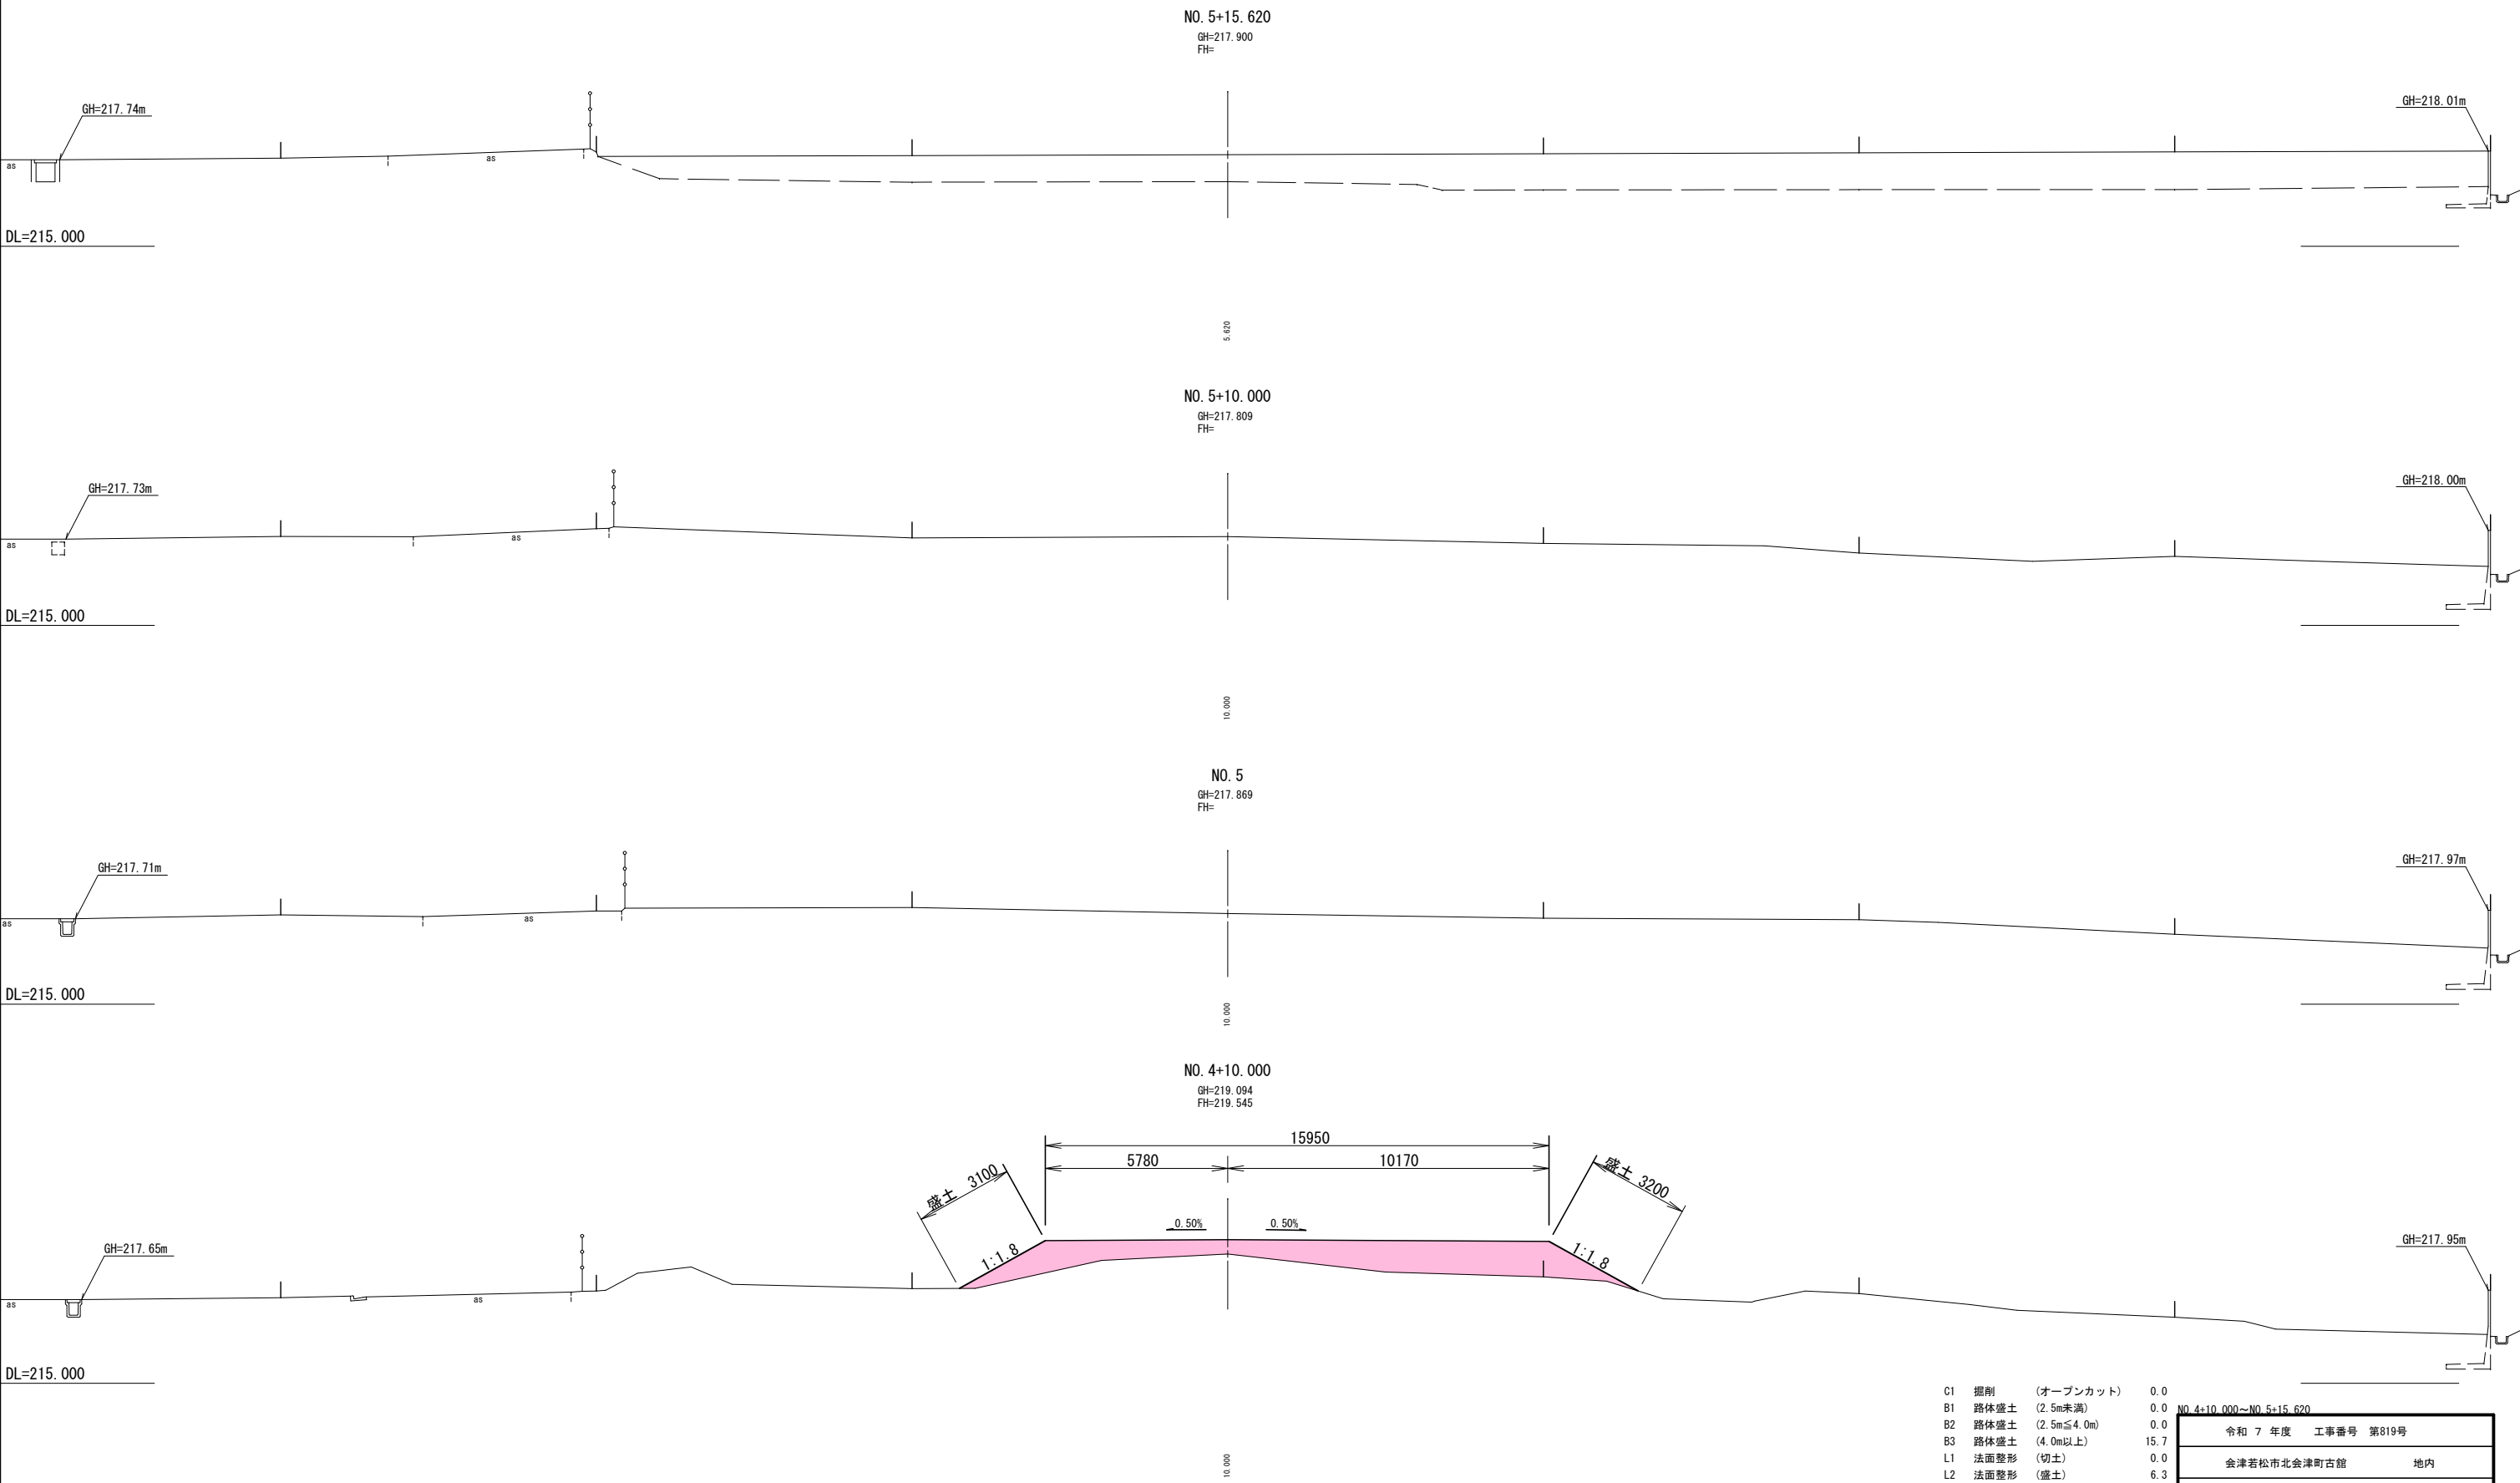 NO. 5+15. 620
GH=217. 900
FH=
GH=217. 74m
GH=218. 01m
as
as
DL=215. 000
5. 620
NO. 5+10. 000
GH=217. 809
FH=
GH=217. 73m
GH=218. 00m
as
as
DL=215. 000
10. 000
NO. 5
GH=217. 869
FH=
GH=217. 71m
GH=217. 97m
as
as
DL=215. 000
10. 000
NO. 4+10. 000
GH=219. 094
FH=219. 545
15950
5780
10170
盛土 3100
盛土 3200
0. 50%
0. 50%
1:1. 8
1:1. 8
GH=217. 65m
GH=217. 95m
as
as
DL=215. 000
10. 000
C1 掘削 (オープンカット) 0. 0
B1 路体盛土 (2. 5m未満) 0. 0
B2 路体盛土 (2. 5m≦4. 0m) 0. 0
B3 路体盛土 (4. 0m以上) 15. 7
L1 法面整形 (切土) 0. 0
L2 法面整形 (盛土) 6. 3
NO. 4+10. 000～NO. 5+15. 620
令和 7 年度 工事番号 第819号
会津若松市北会津町古舘 地内